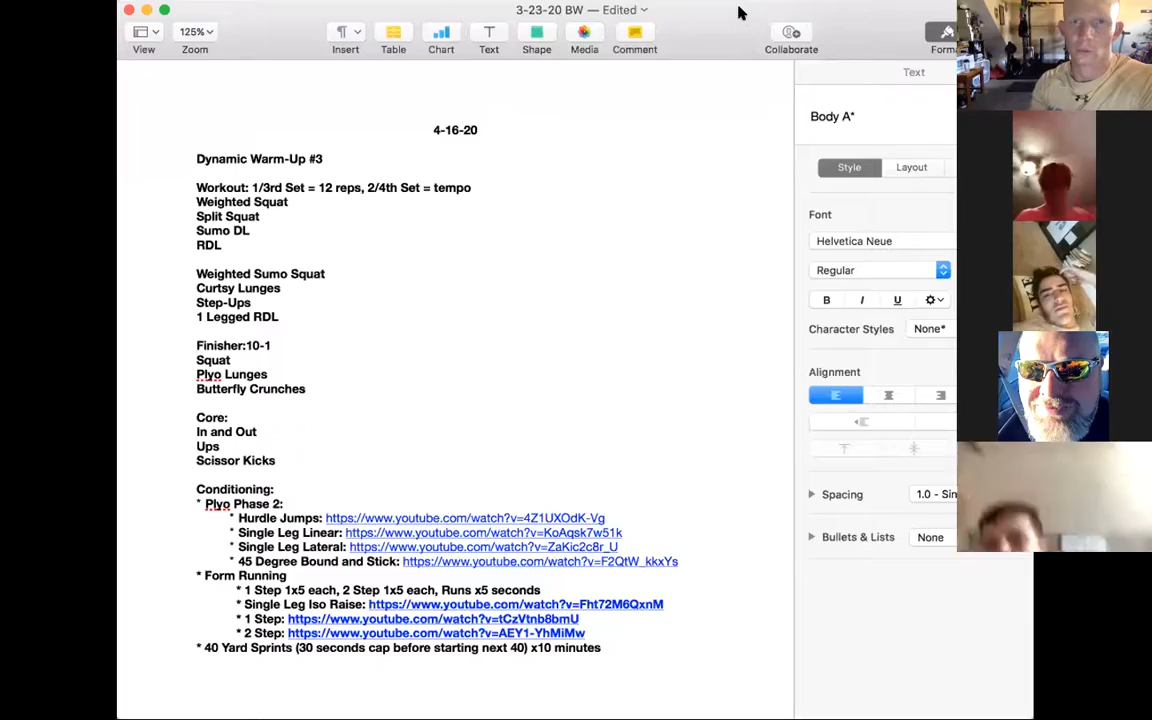 3-23-20 BW — Edited
125%
View
Zoom
Insert
Table
Chart
Text
Shape
Media
Comment
Collaborate
Text
Body A*
Style
Layout
Font
Helvetica Neue
Regular
B I U
Character Styles
None*
Alignment
Spacing
Bullets & Lists
None
4-16-20
Dynamic Warm-Up #3
Workout: 1/3rd Set = 12 reps, 2/4th Set = tempo
Weighted Squat
Split Squat
Sumo DL
RDL
Weighted Sumo Squat
Curtsy Lunges
Step-Ups
1 Legged RDL
Finisher:10-1
Squat
Plyo Lunges
Butterfly Crunches
Core:
In and Out
Ups
Scissor Kicks
Conditioning:
* Plyo Phase 2:
* Hurdle Jumps: https://www.youtube.com/watch?v=4Z1UXOdK-Vg
* Single Leg Linear: https://www.youtube.com/watch?v=KoAqsk7w51k
* Single Leg Lateral: https://www.youtube.com/watch?v=ZaKic2c8r_U
* 45 Degree Bound and Stick: https://www.youtube.com/watch?v=F2QtW_kkxYs
* Form Running
* 1 Step 1x5 each, 2 Step 1x5 each, Runs x5 seconds
* Single Leg Iso Raise: https://www.youtube.com/watch?v=Fht72M6QxnM
* 1 Step: https://www.youtube.com/watch?v=tCzVtnb8bmU
* 2 Step: https://www.youtube.com/watch?v=AEY1-YhMiMw
* 40 Yard Sprints (30 seconds cap before starting next 40) x10 minutes